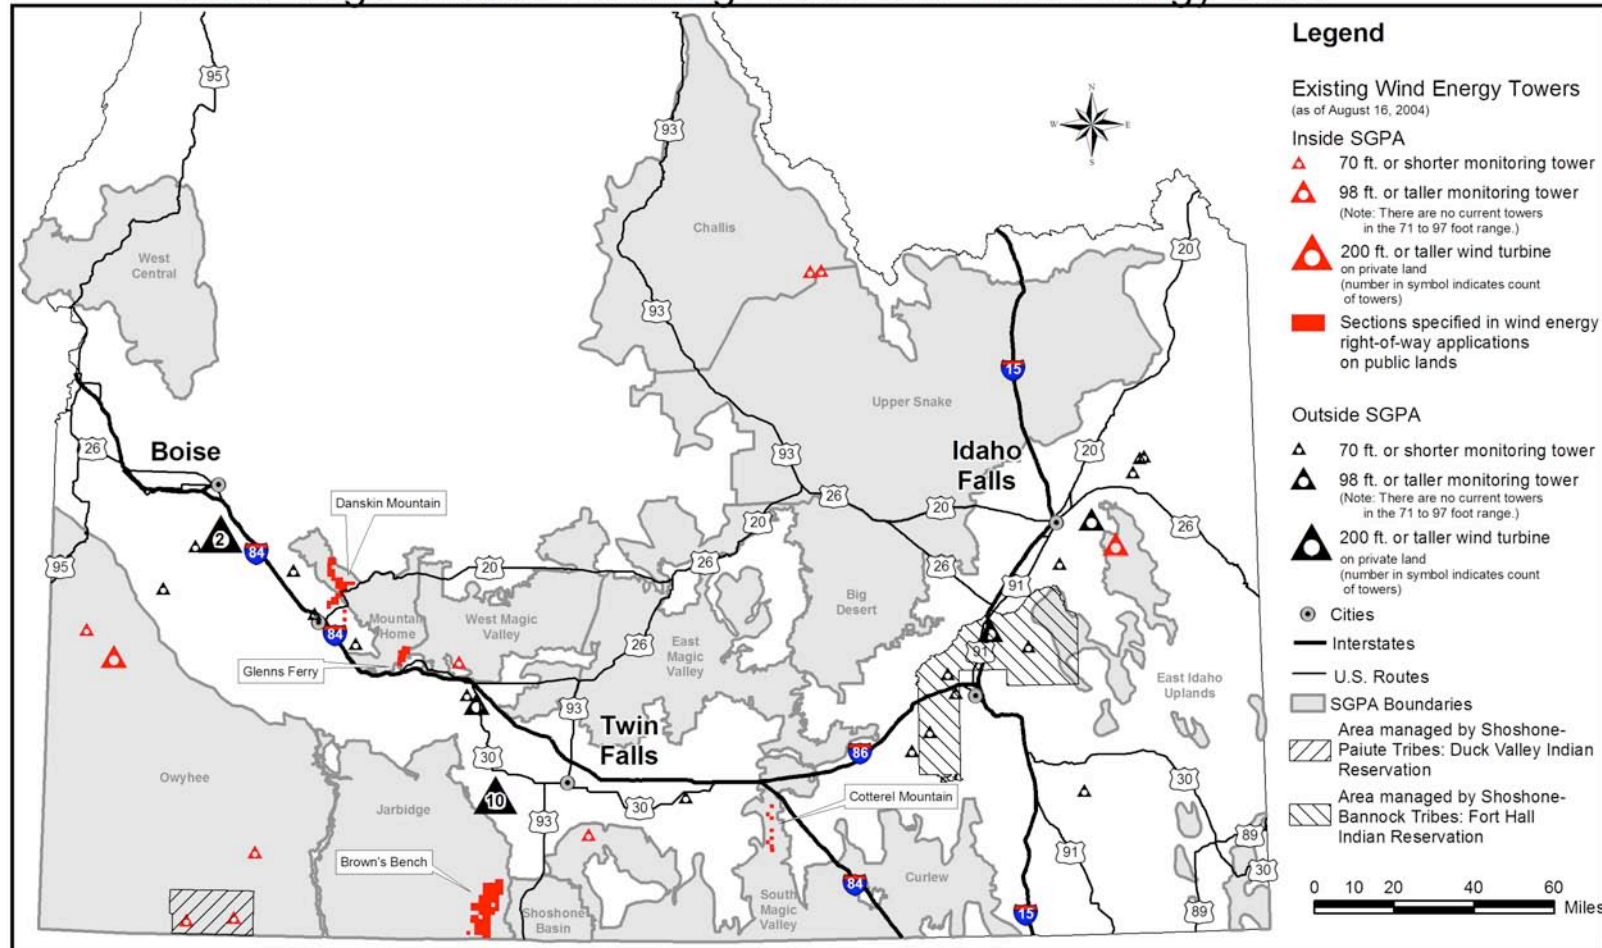 95
93
93
20
West
Central
Challis
15
Upper Snake
26
Boise
93
Idaho
Falls
20
26
20
Danskin Mountain
20
26
2
84
95
20
26
26
91
Big
Desert
Mountain
Home
West Magic
Valley
84
26
East
Magic
Valley
91
Glenns Ferry
East Idaho
Uplands
93
Twin
Falls
30
86
Owyhee
30
10
Jarbidge
Cotterel Mountain
30
93
89
Brown's Bench
91
30
84
Curlew
South
Magic
Valley
Shoshone
Basin
15
89
N
W
E
S
Legend
Existing Wind Energy Towers
(as of August 16, 2004)
Inside SGPA
70 ft. or shorter monitoring tower
98 ft. or taller monitoring tower
(Note: There are no current towers
in the 71 to 97 foot range.)
200 ft. or taller wind turbine
on private land
(number in symbol indicates count
of towers)
Sections specified in wind energy
right-of-way applications
on public lands
Outside SGPA
70 ft. or shorter monitoring tower
98 ft. or taller monitoring tower
(Note: There are no current towers
in the 71 to 97 foot range.)
200 ft. or taller wind turbine
on private land
(number in symbol indicates count
of towers)
Cities
Interstates
U.S. Routes
SGPA Boundaries
Area managed by Shoshone-
Paiute Tribes: Duck Valley Indian
Reservation
Area managed by Shoshone-
Bannock Tribes: Fort Hall
Indian Reservation
0 10 20 40 60
Miles